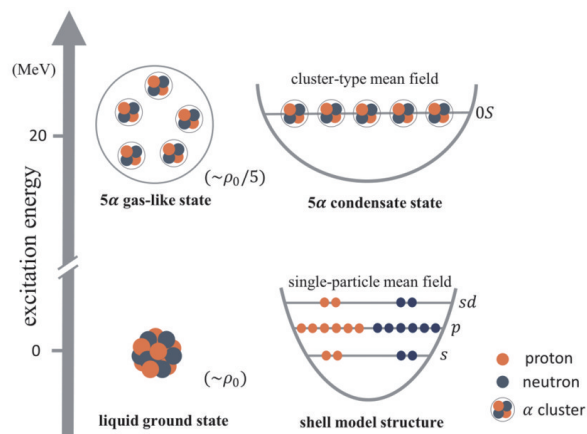 (MeV)
cluster-type mean field
0S
20
(~ρ₀/5)
5α gas-like state
5α condensate state
excitation energy
single-particle mean field
sd
p
0
s
(~ρ₀)
proton
neutron
α cluster
liquid ground state
shell model structure